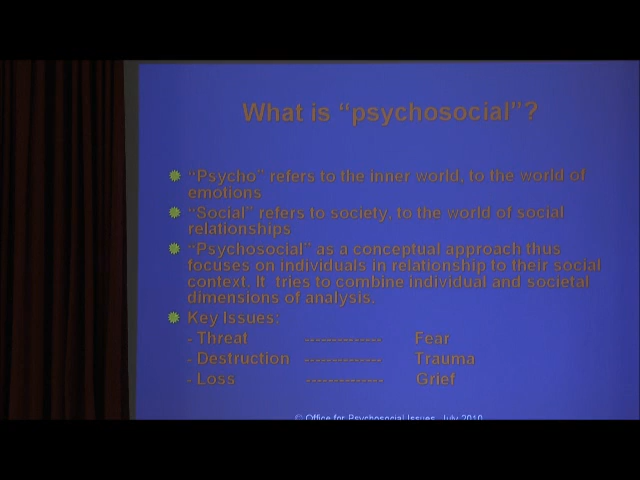 What is “psychosocial”?
“Psycho” refers to the inner world, to the world of
emotions
“Social” refers to society, to the world of social
relationships
“Psychosocial” as a conceptual approach thus
focuses on individuals in relationship to their social
context. It tries to combine individual and societal
dimensions of analysis.
Key Issues:
- Threat -------------- Fear
- Destruction -------------- Trauma
- Loss -------------- Grief
© Office for Psychosocial Issues, July 2010